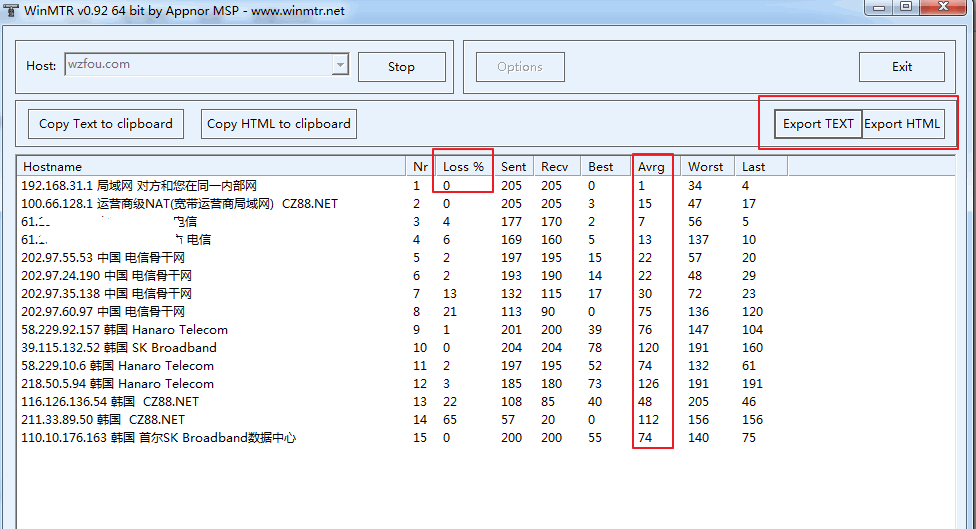 WinMTR v0.92 64 bit by Appnor MSP - www.winmtr.net
Host: wzfou.com Stop Options Exit
Copy Text to clipboard Copy HTML to clipboard Export TEXT Export HTML
Hostname Nr Loss % Sent Recv Best Avrg Worst Last
192.168.31.1 局域网 对方和您在同一内部网 1 0 205 205 0 1 34 4
100.66.128.1 运营商级NAT(宽带运营商局域网) CZ88.NET 2 0 205 205 3 15 47 17
61. 电信 3 4 177 170 2 7 56 5
61. 电信 4 6 169 160 5 13 137 10
202.97.55.53 中国 电信骨干网 5 2 197 195 15 22 57 20
202.97.24.190 中国 电信骨干网 6 2 193 190 14 22 48 29
202.97.35.138 中国 电信骨干网 7 13 132 115 17 30 72 23
202.97.60.97 中国 电信骨干网 8 21 113 90 0 75 136 120
58.229.92.157 韩国 Hanaro Telecom 9 1 201 200 39 76 147 104
39.115.132.52 韩国 SK Broadband 10 0 204 204 78 120 191 160
58.229.10.6 韩国 Hanaro Telecom 11 2 197 195 52 74 132 61
218.50.5.94 韩国 Hanaro Telecom 12 3 185 180 73 126 191 191
116.126.136.54 韩国 CZ88.NET 13 22 108 85 40 48 205 46
211.33.89.50 韩国 CZ88.NET 14 65 57 20 0 112 156 156
110.10.176.163 韩国 首尔SK Broadband数据中心 15 0 200 200 55 74 140 75